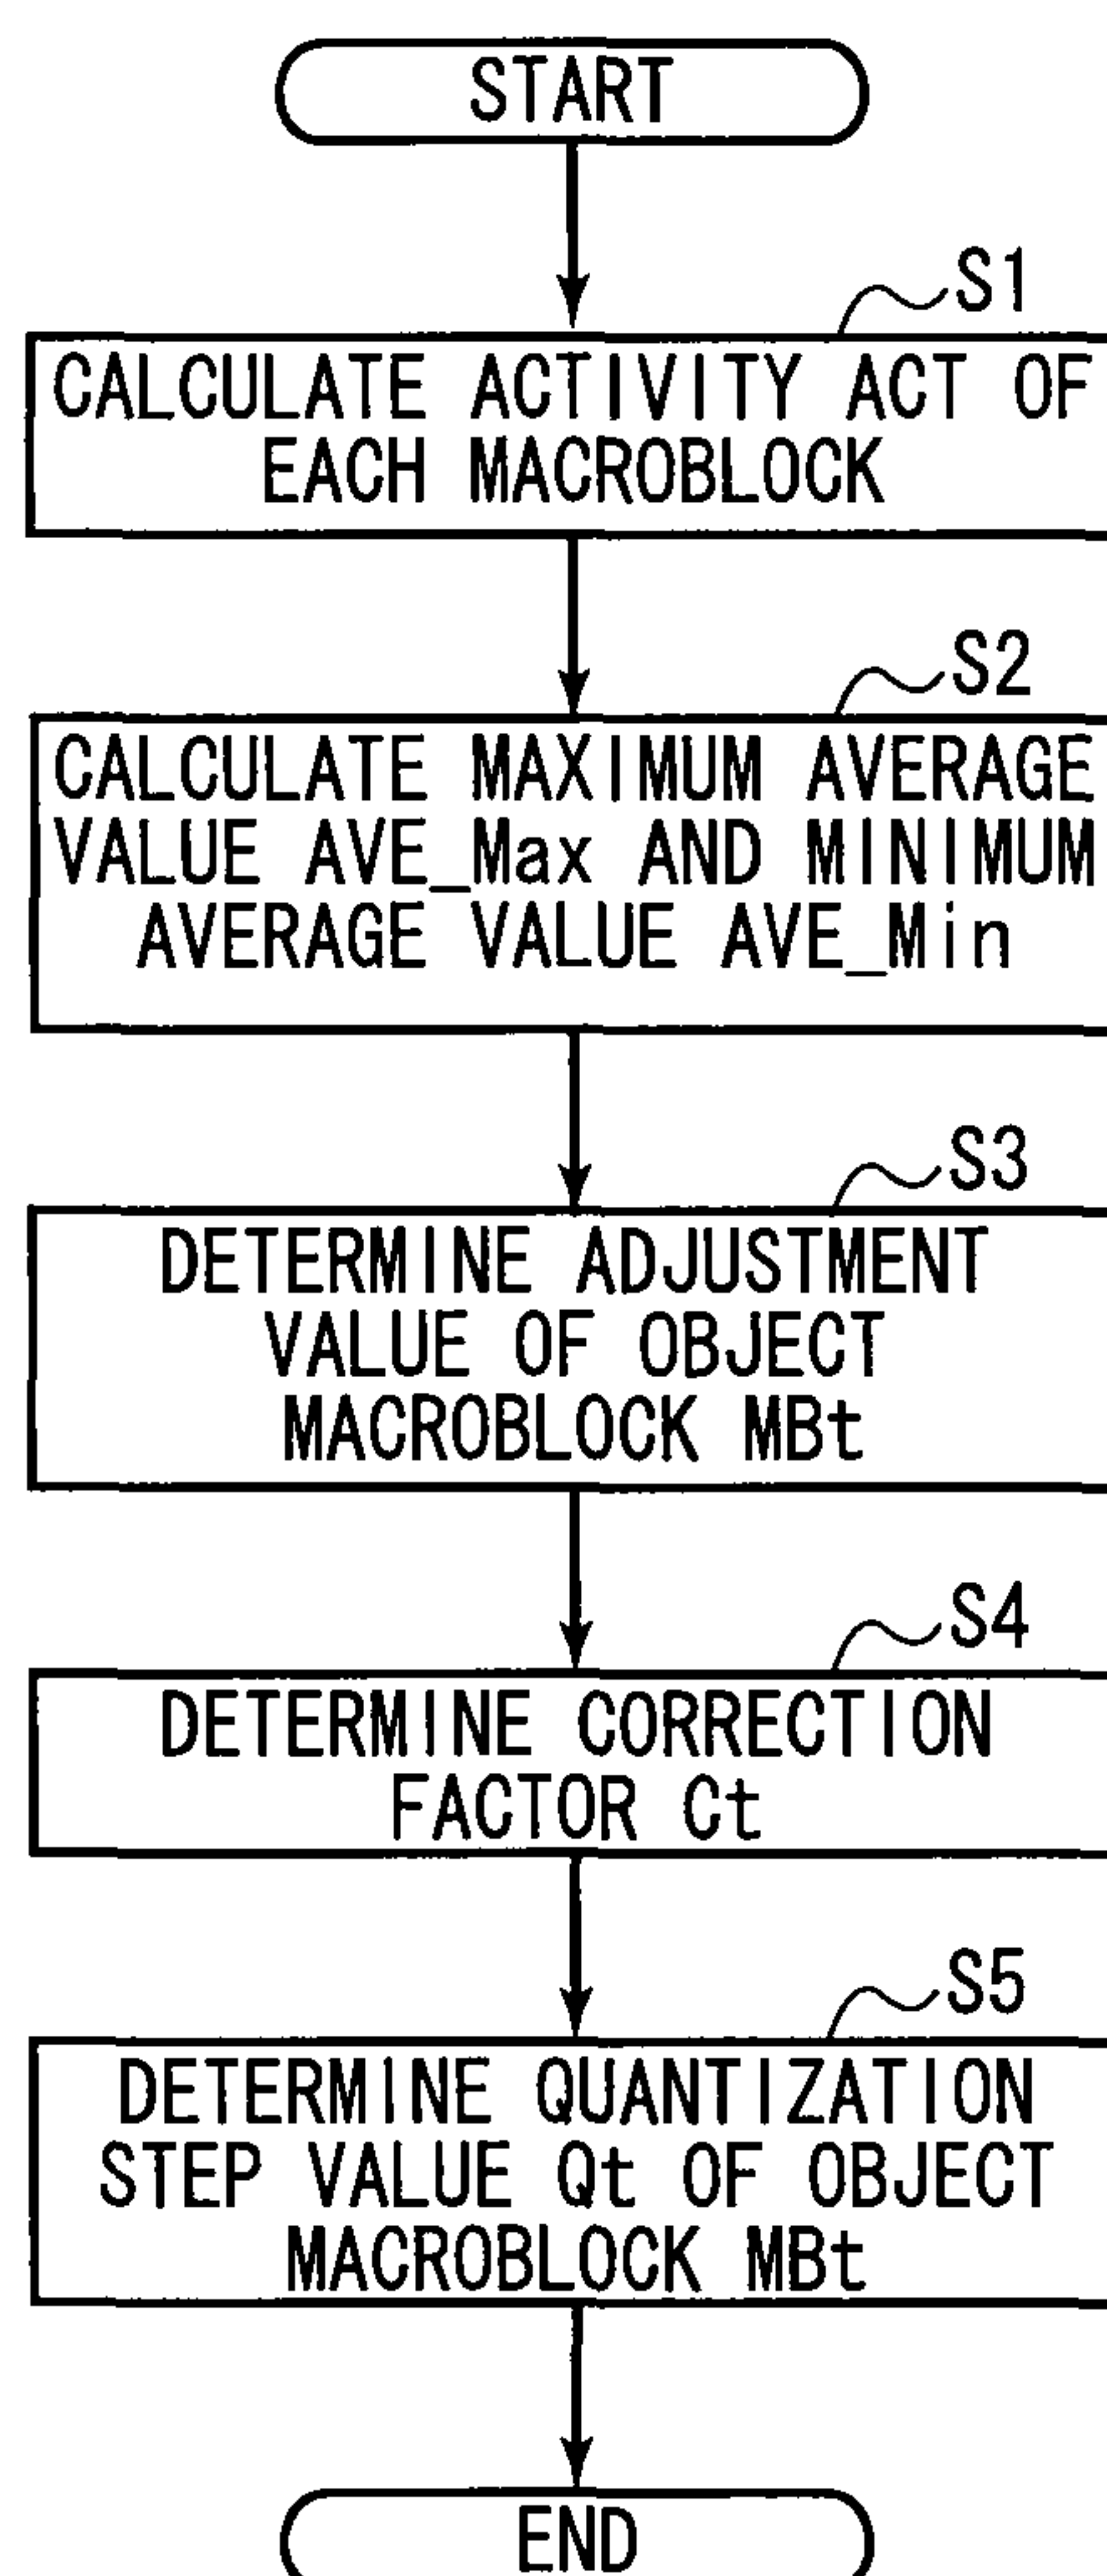 START
S1
CALCULATE ACTIVITY ACT OF
EACH MACROBLOCK
S2
CALCULATE MAXIMUM AVERAGE
VALUE AVE_Max AND MINIMUM
AVERAGE VALUE AVE_Min
S3
DETERMINE ADJUSTMENT
VALUE OF OBJECT
MACROBLOCK MBt
S4
DETERMINE CORRECTION
FACTOR Ct
S5
DETERMINE QUANTIZATION
STEP VALUE Qt OF OBJECT
MACROBLOCK MBt
END